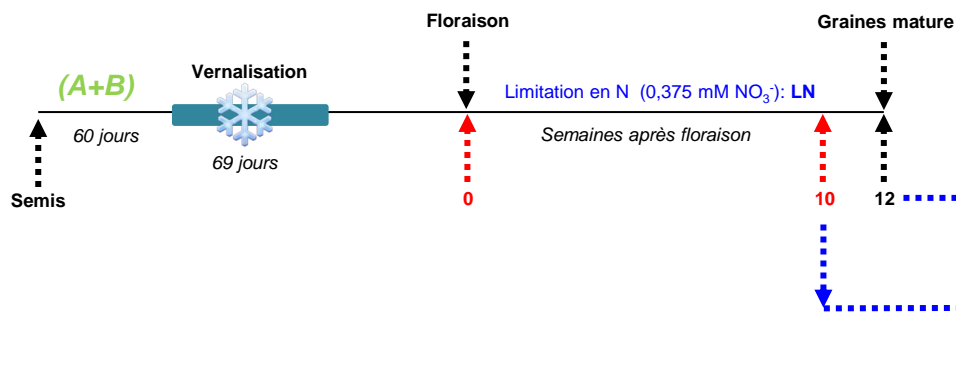 Floraison
Graines mature
(A+B)
Vernalisation
Limitation en N (0,375 mM NO₃⁻): LN
60 jours
Semaines après floraison
69 jours
Semis
0
10
12